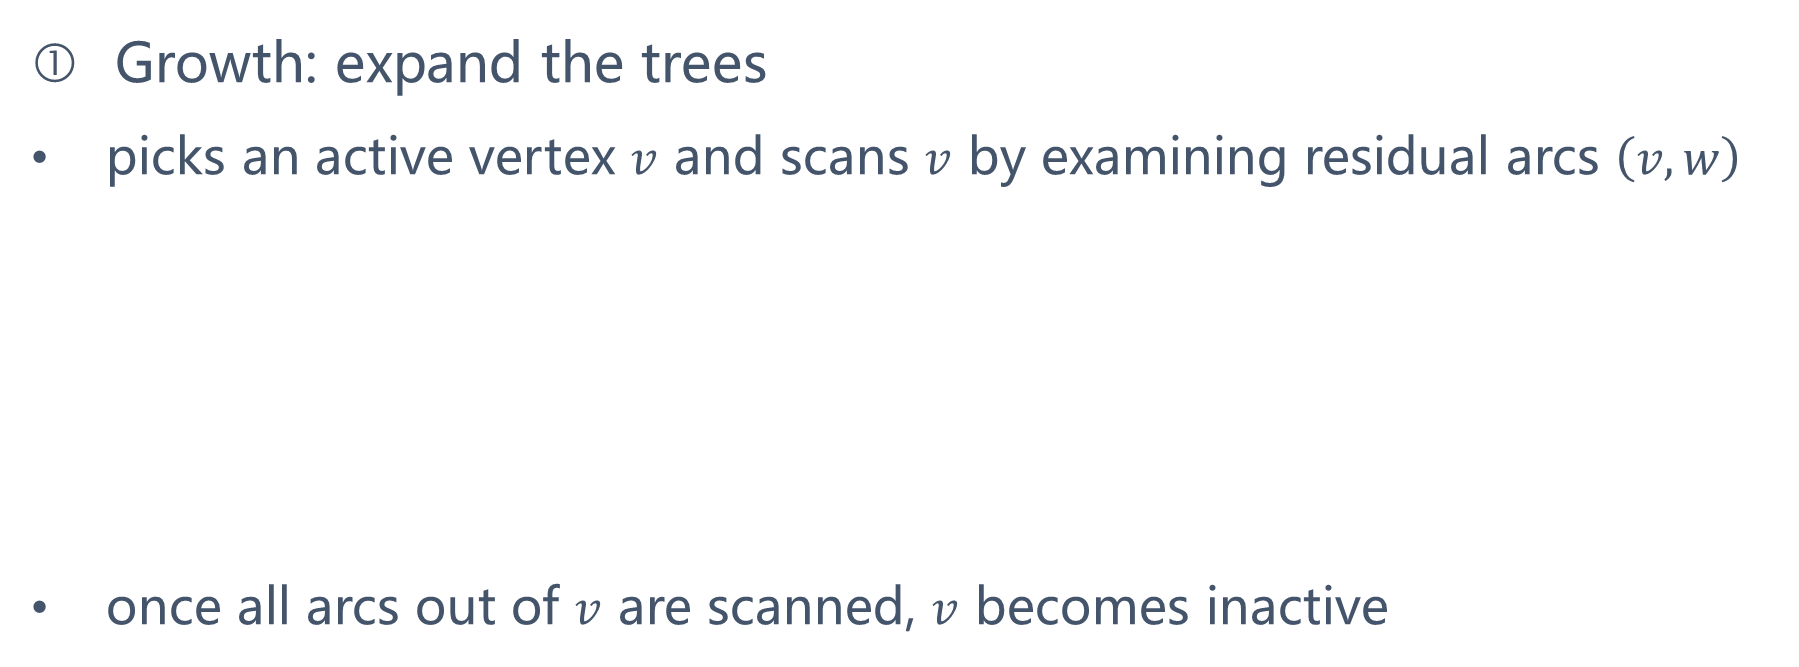 ① Growth: expand the trees
• picks an active vertex 𝑣 and scans 𝑣 by examining residual arcs (𝑣, 𝑤)
• once all arcs out of 𝑣 are scanned, 𝑣 becomes inactive